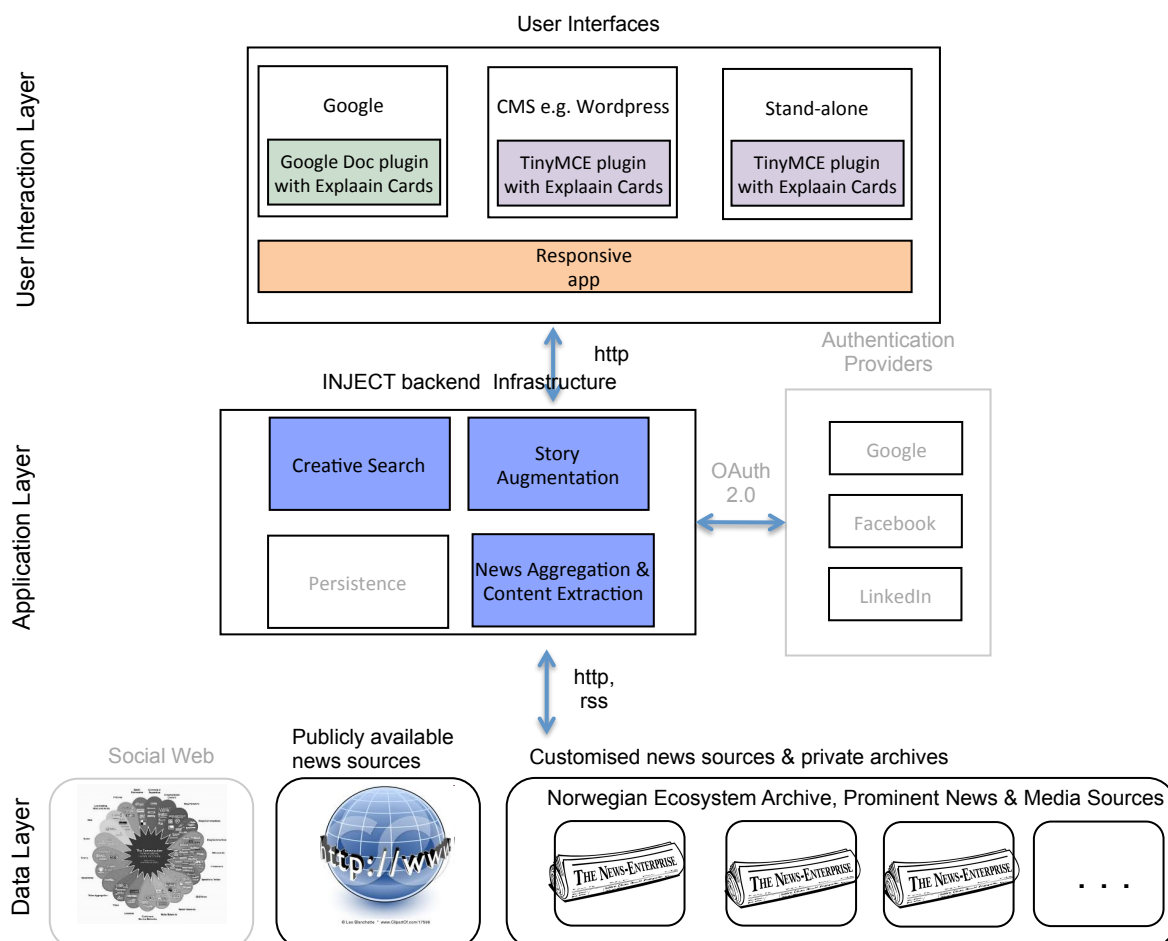 User Interfaces
User Interaction Layer
Google
CMS e.g. Wordpress
Stand-alone
Google Doc plugin
with Explaain Cards
TinyMCE plugin
with Explaain Cards
TinyMCE plugin
with Explaain Cards
Responsive
app
http
Authentication
Providers
INJECT backend Infrastructure
Application Layer
Creative Search
Story
Augmentation
Persistence
News Aggregation &
Content Extraction
OAuth
2.0
Google
Facebook
LinkedIn
http,
rss
Data Layer
Social Web
Publicly available
news sources
http://www
Customised news sources & private archives
Norwegian Ecosystem Archive, Prominent News & Media Sources
The News-Enterprise
The News-Enterprise
The News-Enterprise
. . .